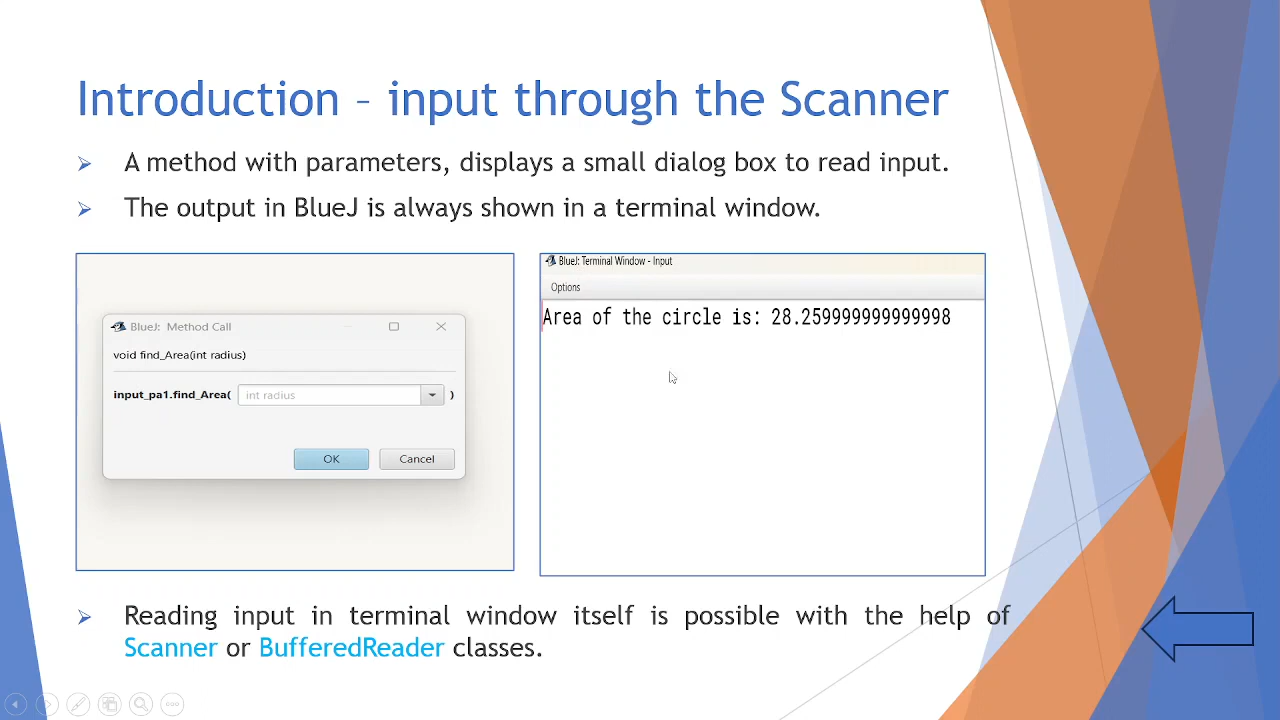 Introduction – input through the Scanner
A method with parameters, displays a small dialog box to read input.
The output in BlueJ is always shown in a terminal window.
BlueJ: Method Call
void find_Area(int radius)
input_pa1.find_Area( int radius )
OK Cancel
BlueJ: Terminal Window - Input
Options
Area of the circle is: 28.259999999999998
Reading input in terminal window itself is possible with the help of
Scanner or BufferedReader classes.